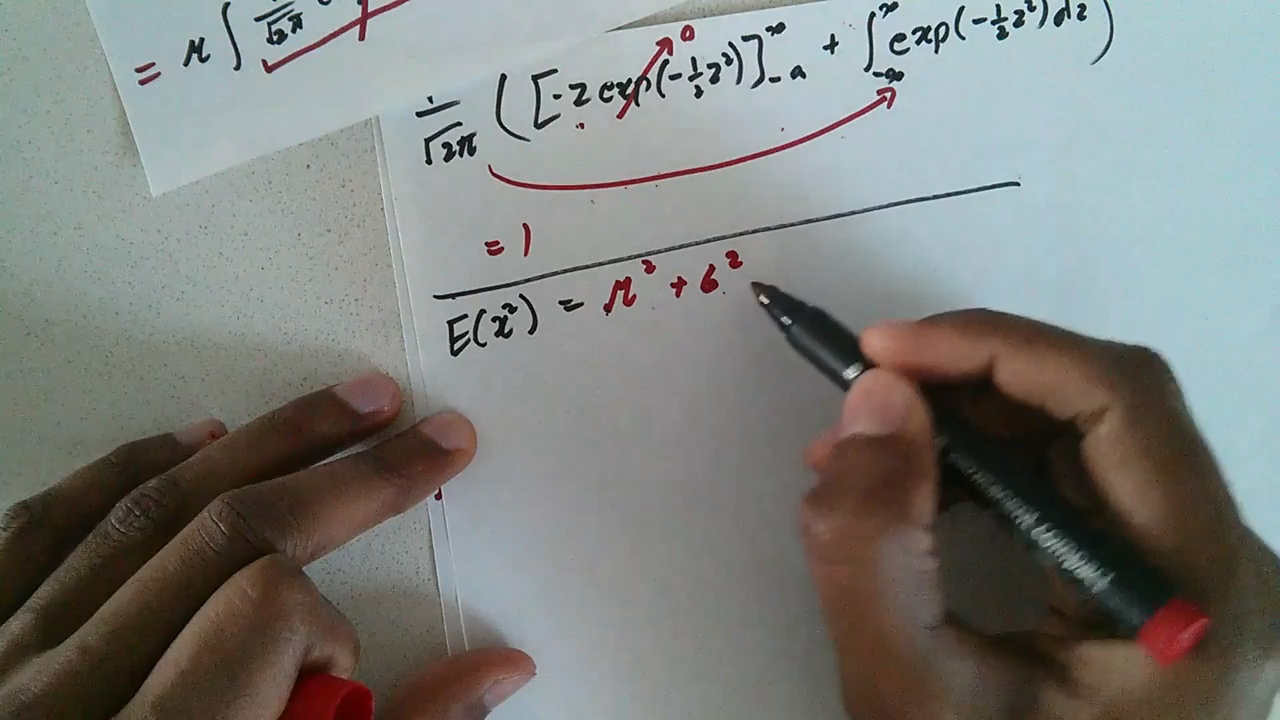 = μ ∫ 1/√2π
1/√2π ( [-z exp(-½z²)]^∞_-a + ∫^∞_-∞ exp(-½z²) dz )
0
= 1
E(x²) = μ² + σ²